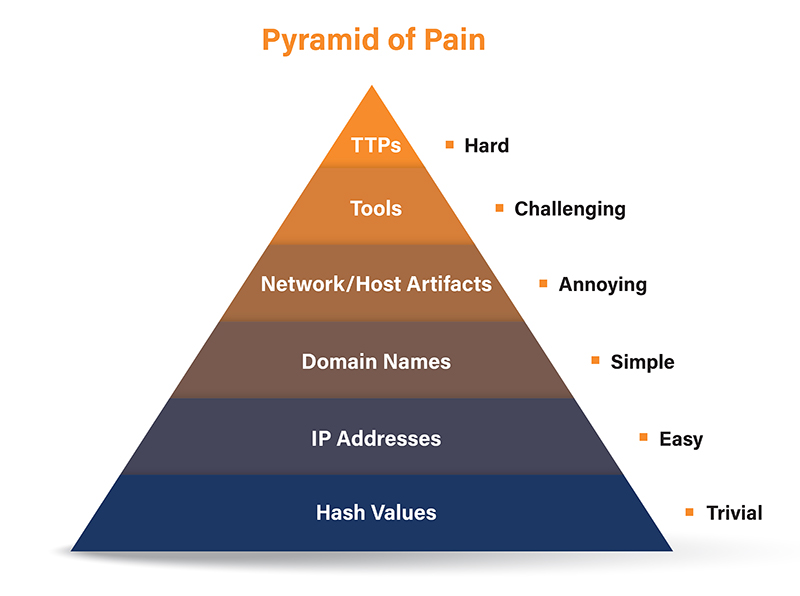 Pyramid of Pain
TTPs
Hard
Tools
Challenging
Network/Host Artifacts
Annoying
Domain Names
Simple
IP Addresses
Easy
Hash Values
Trivial